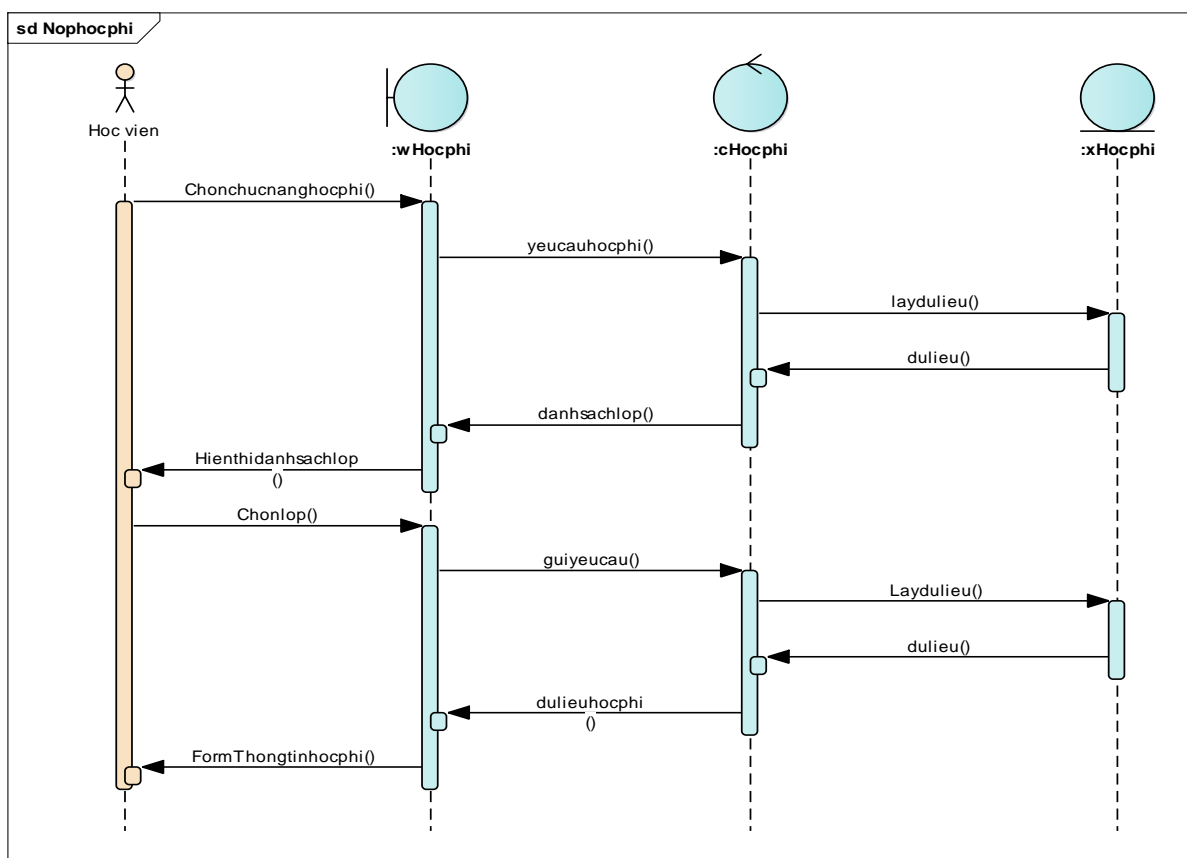 sd Nophocphi
Hoc vien
:wHocphi
:cHocphi
:xHocphi
Chonchucnanghocphi()
yeucauhocphi()
laydulieu()
dulieu()
danhsachlop()
Hienthidanhsachlop
()
Chonlop()
guiyeucau()
Laydulieu()
dulieu()
dulieuhocphi
()
FormThongtinhocphi()